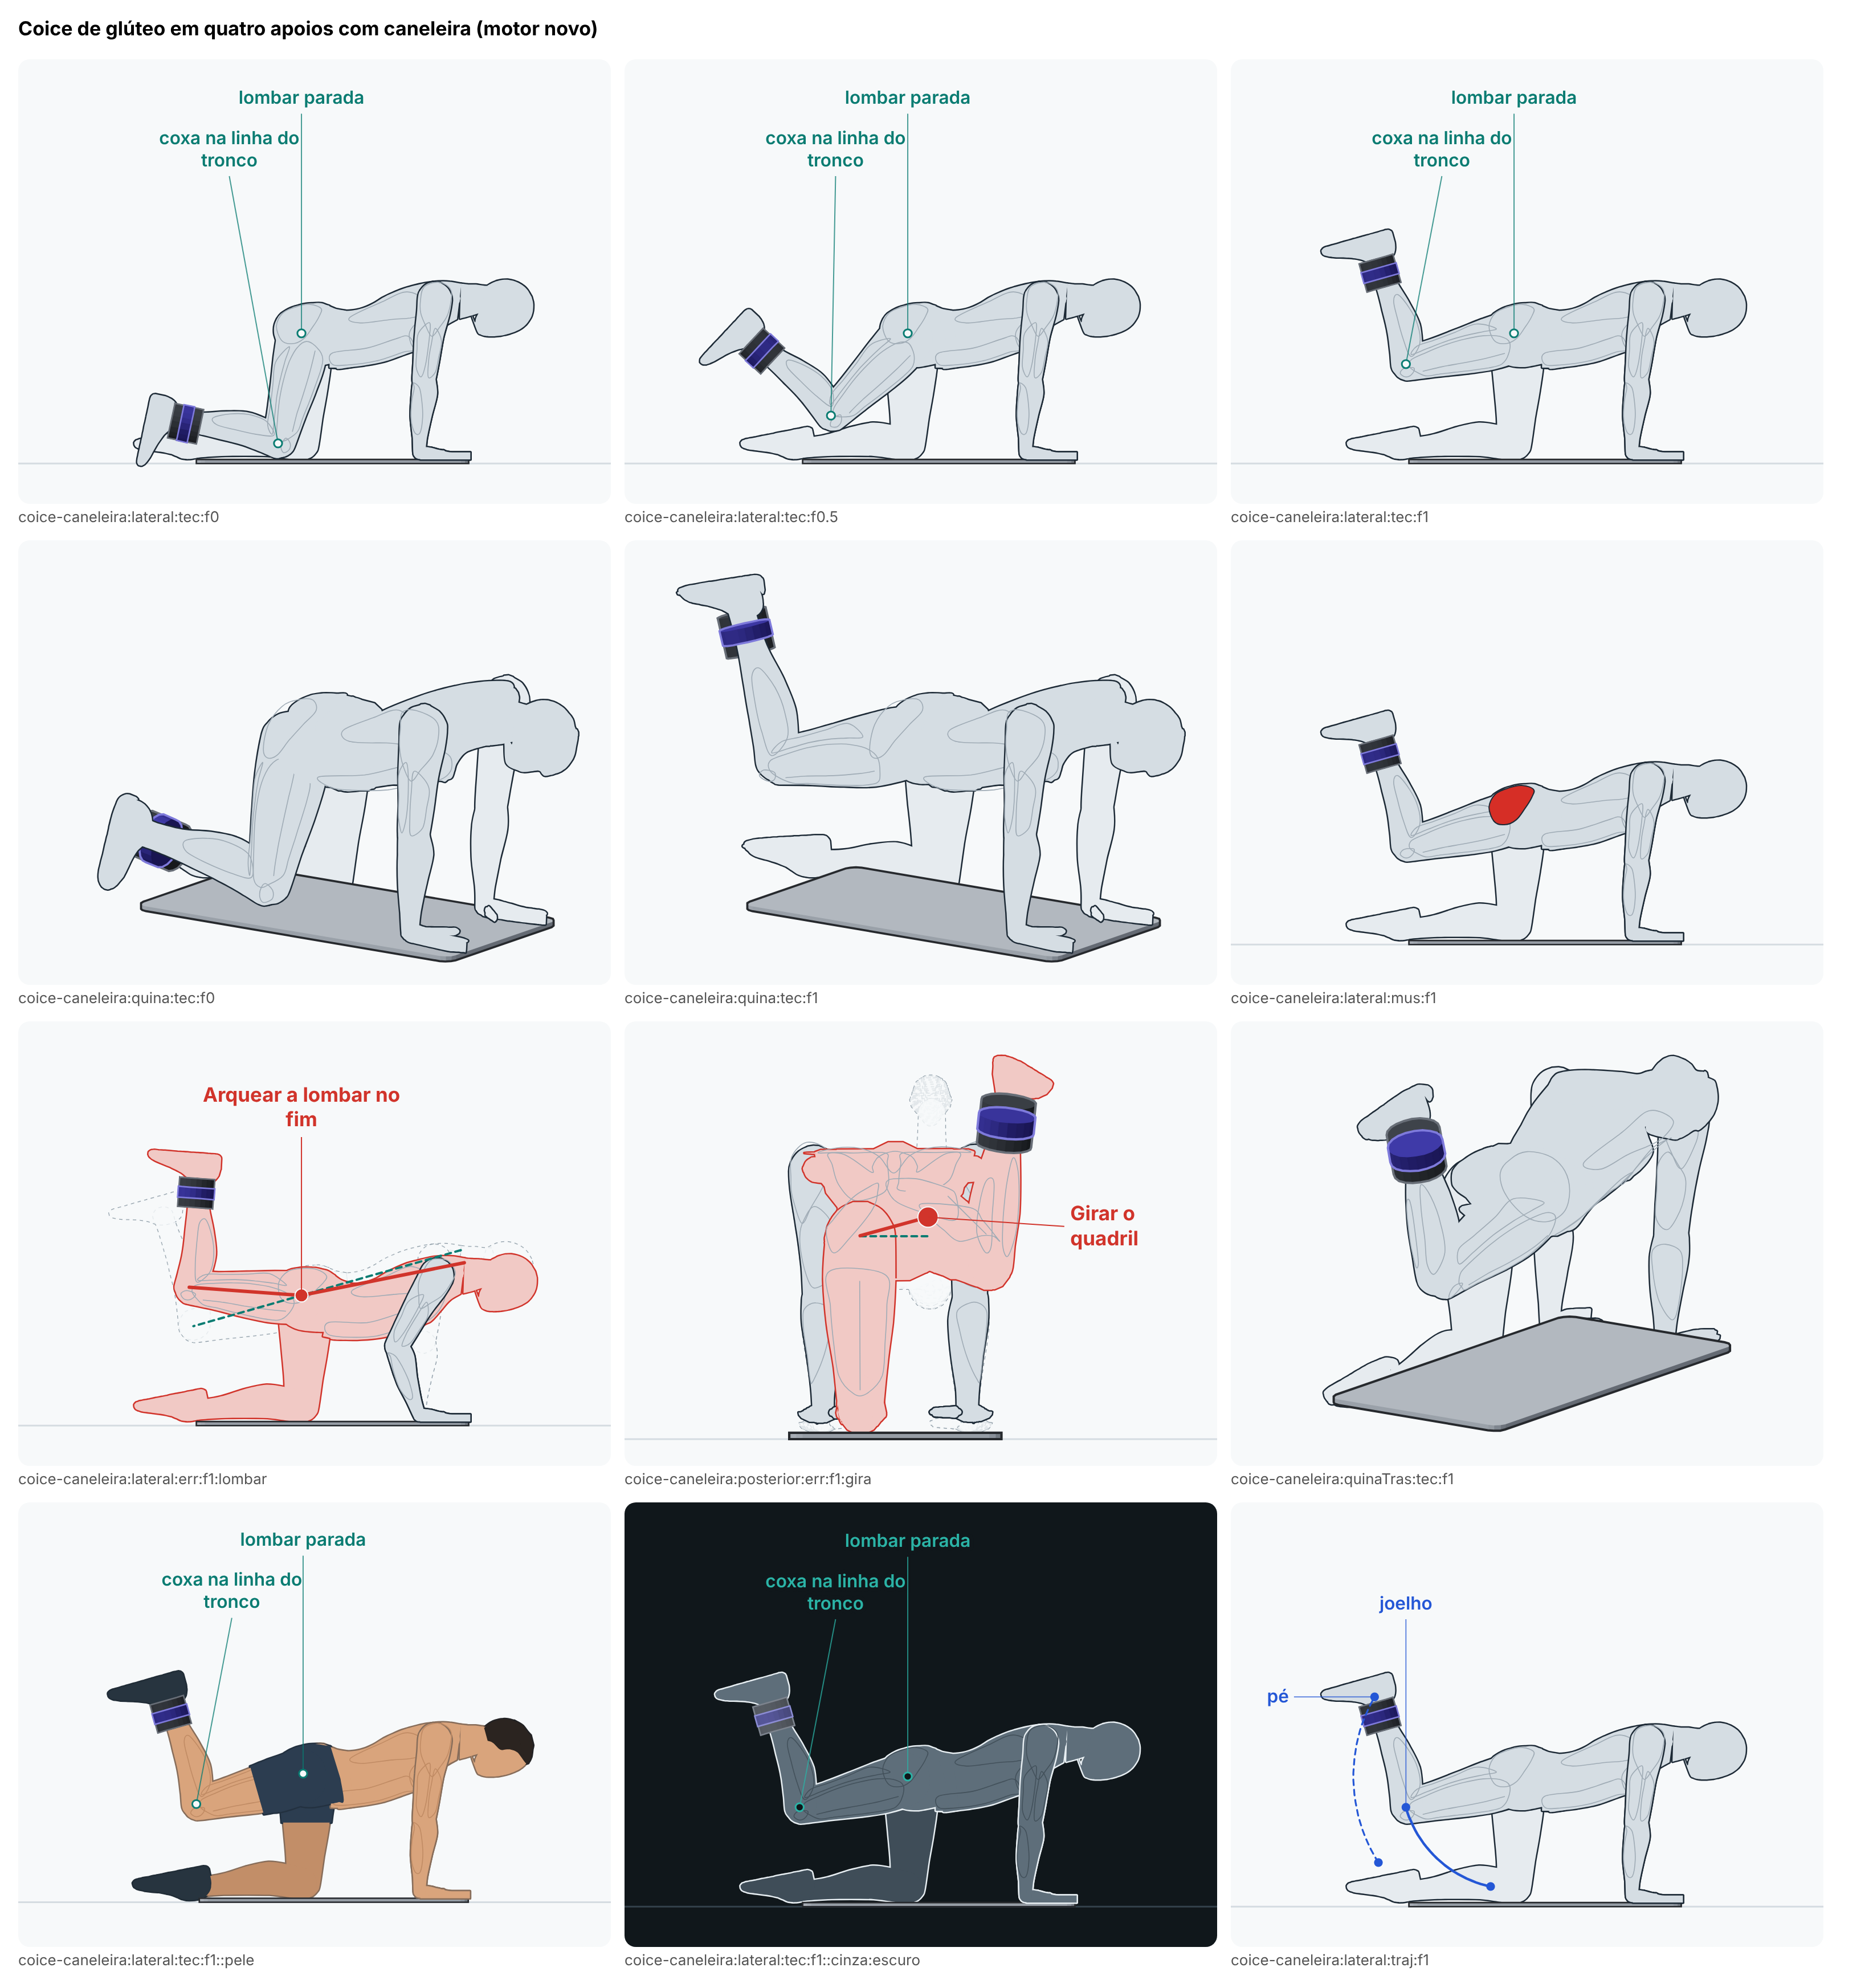 Coice de glúteo em quatro apoios com caneleira (motor novo)
lombar parada
coxa na linha do
tronco
coice-caneleira:lateral:tec:f0
lombar parada
coxa na linha do
tronco
coice-caneleira:lateral:tec:f0.5
lombar parada
coxa na linha do
tronco
coice-caneleira:lateral:tec:f1
coice-caneleira:quina:tec:f0
coice-caneleira:quina:tec:f1
coice-caneleira:lateral:mus:f1
Arquear a lombar no
fim
coice-caneleira:lateral:err:f1:lombar
Girar o
quadril
coice-caneleira:posterior:err:f1:gira
coice-caneleira:quinaTras:tec:f1
lombar parada
coxa na linha do
tronco
coice-caneleira:lateral:tec:f1::pele
lombar parada
coxa na linha do
tronco
coice-caneleira:lateral:tec:f1::cinza:escuro
joelho
pé
coice-caneleira:lateral:traj:f1